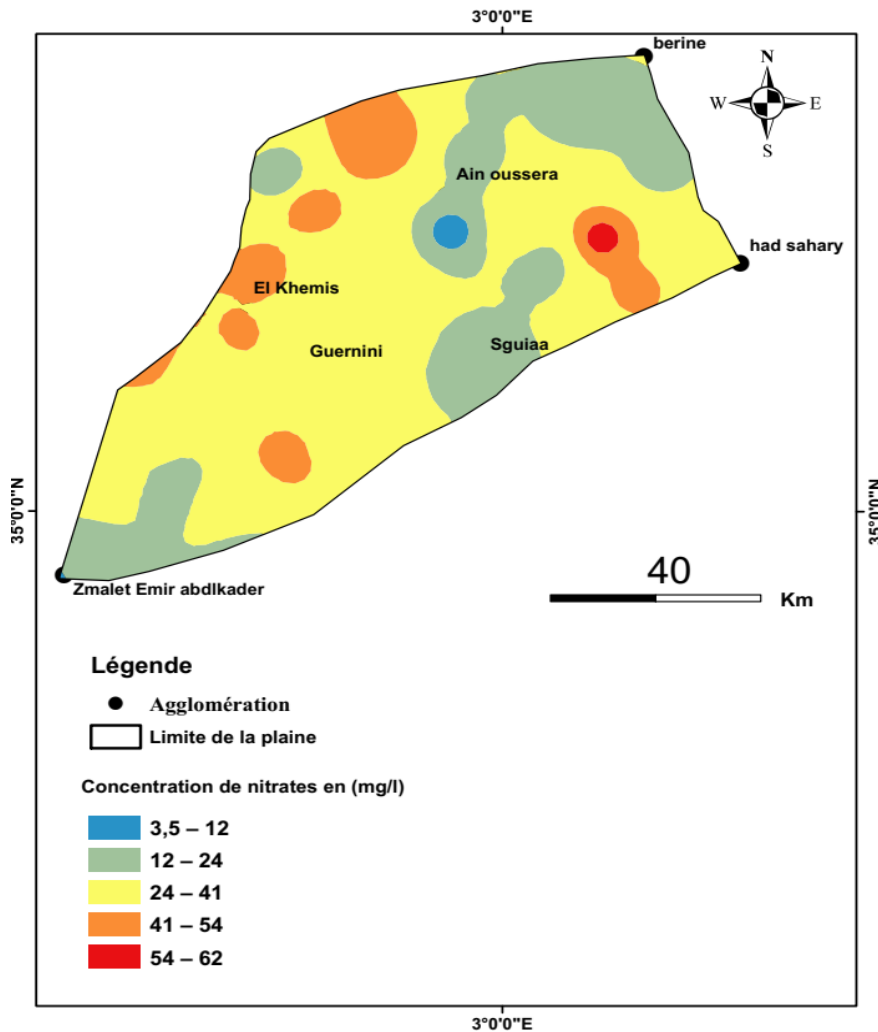 3°0'0"E
berine
N
W
E
S
Ain oussera
had sahary
El Khemis
Guernini
Sguiaa
35°0'0"N
35°0'0"N
Zmalet Emir abdlkader
40
Km
Légende
Agglomération
Limite de la plaine
Concentration de nitrates en (mg/l)
3,5 – 12
12 – 24
24 – 41
41 – 54
54 – 62
3°0'0"E